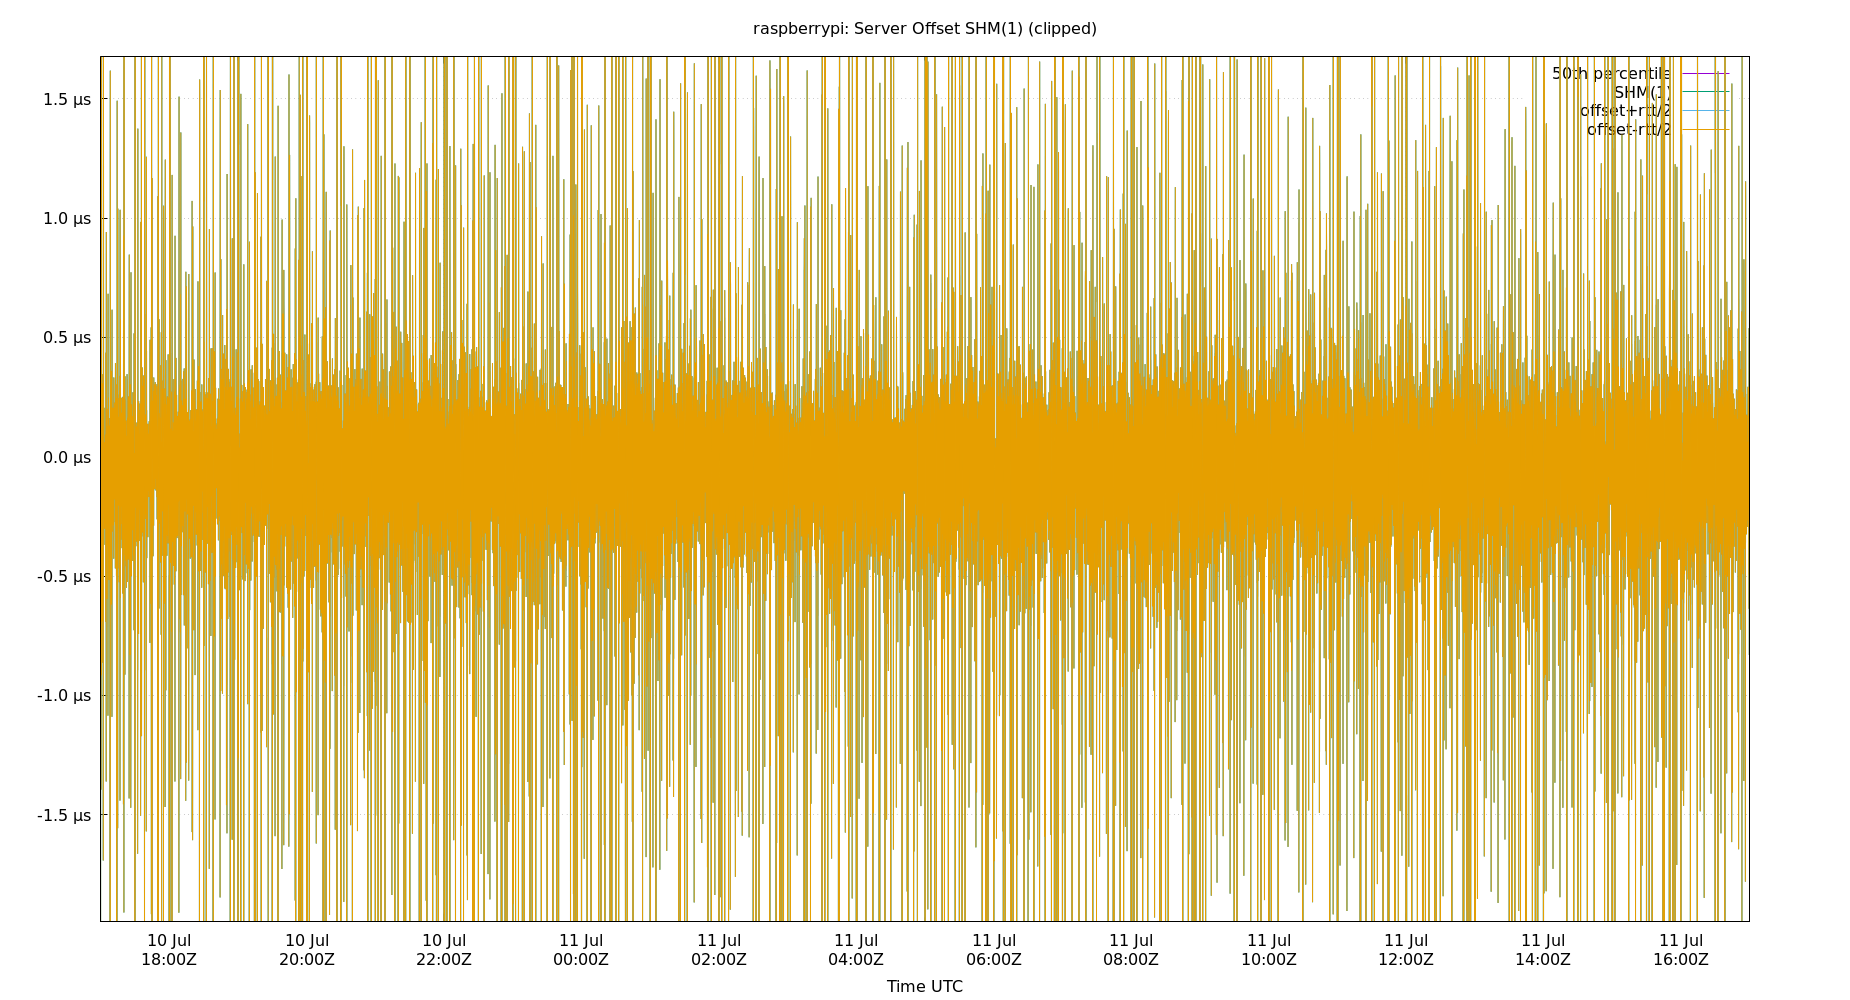 raspberrypi: Server Offset SHM(1) (clipped)
50th percentile
SHM(1)
offset+rtt/2
offset-rtt/2
1.5 µs
1.0 µs
0.5 µs
0.0 µs
-0.5 µs
-1.0 µs
-1.5 µs
10 Jul 10 Jul 10 Jul 11 Jul 11 Jul 11 Jul 11 Jul 11 Jul 11 Jul 11 Jul 11 Jul 11 Jul
18:00Z 20:00Z 22:00Z 00:00Z 02:00Z 04:00Z 06:00Z 08:00Z 10:00Z 12:00Z 14:00Z 16:00Z
Time UTC